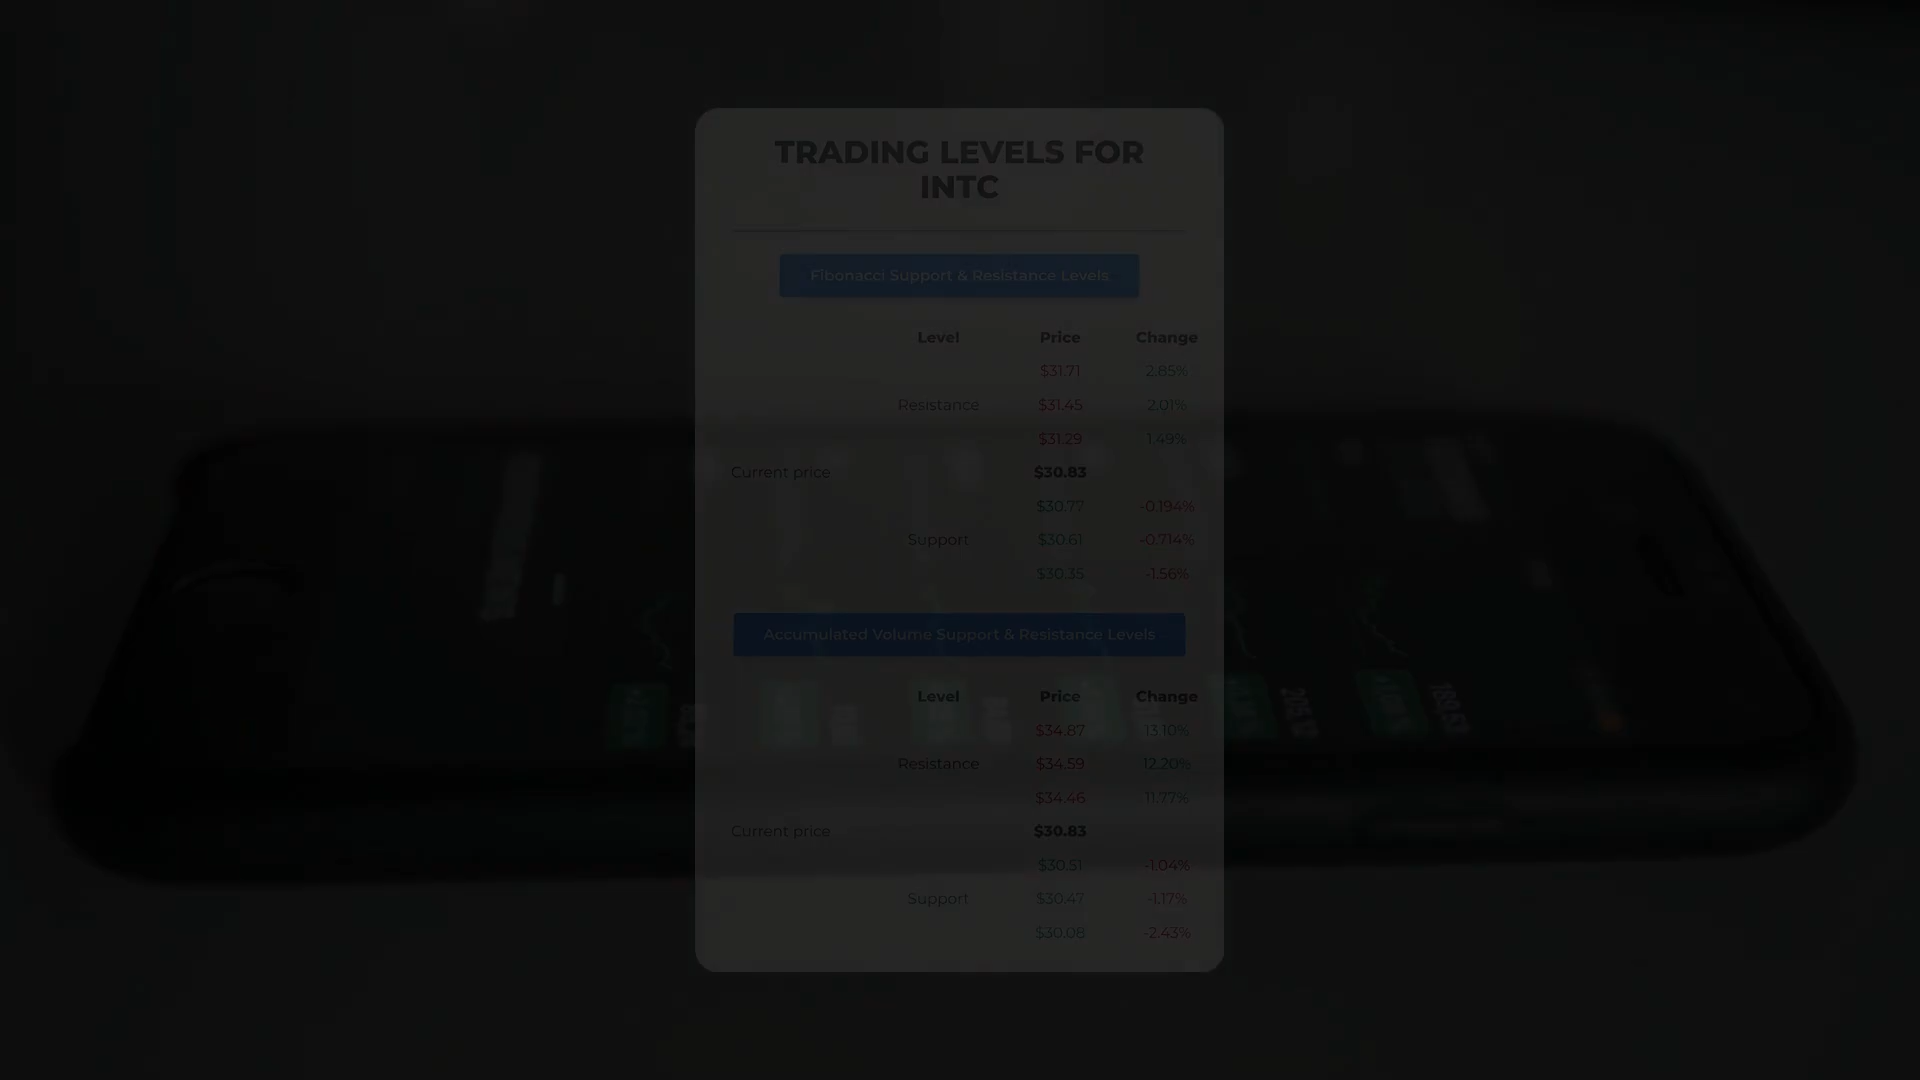 TRADING LEVELS FOR
INTC
Fibonacci Support & Resistance Levels
Level Price Change
$31.71 2.85%
Resistance $31.45 2.01%
$31.29 1.49%
Current price $30.83
$30.77 -0.194%
Support $30.61 -0.714%
$30.35 -1.56%
Accumulated Volume Support & Resistance Levels
Level Price Change
$34.87 13.10%
Resistance $34.59 12.20%
$34.46 11.77%
Current price $30.83
$30.51 -1.04%
Support $30.47 -1.17%
$30.08 -2.43%